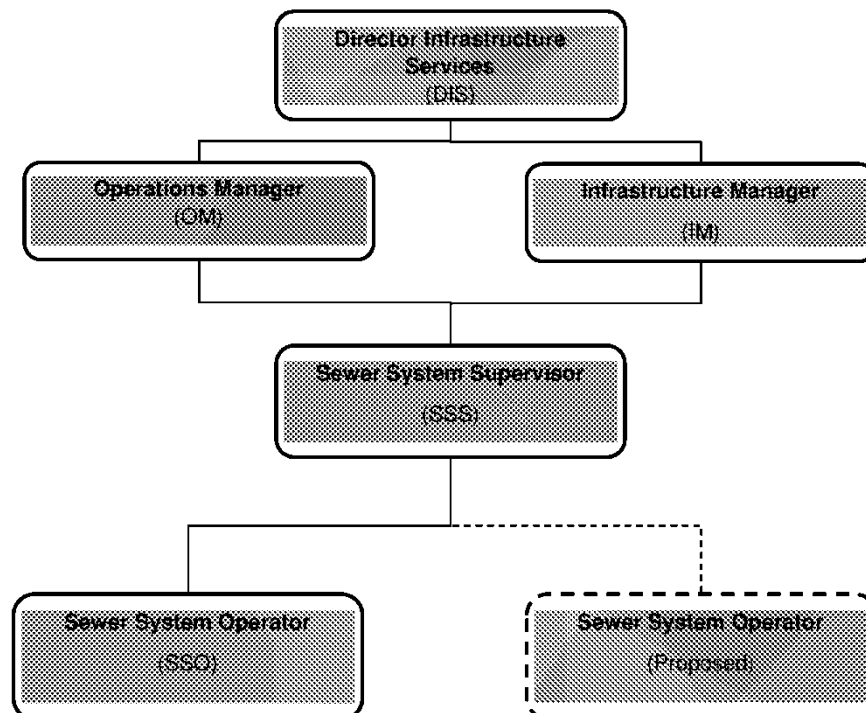 Director Infrastructure
Services
(DIS)
Operations Manager
(OM)
Infrastructure Manager
(IM)
Sewer System Supervisor
(SSS)
Sewer System Operator
(SSO)
Sewer System Operator
(Proposed)